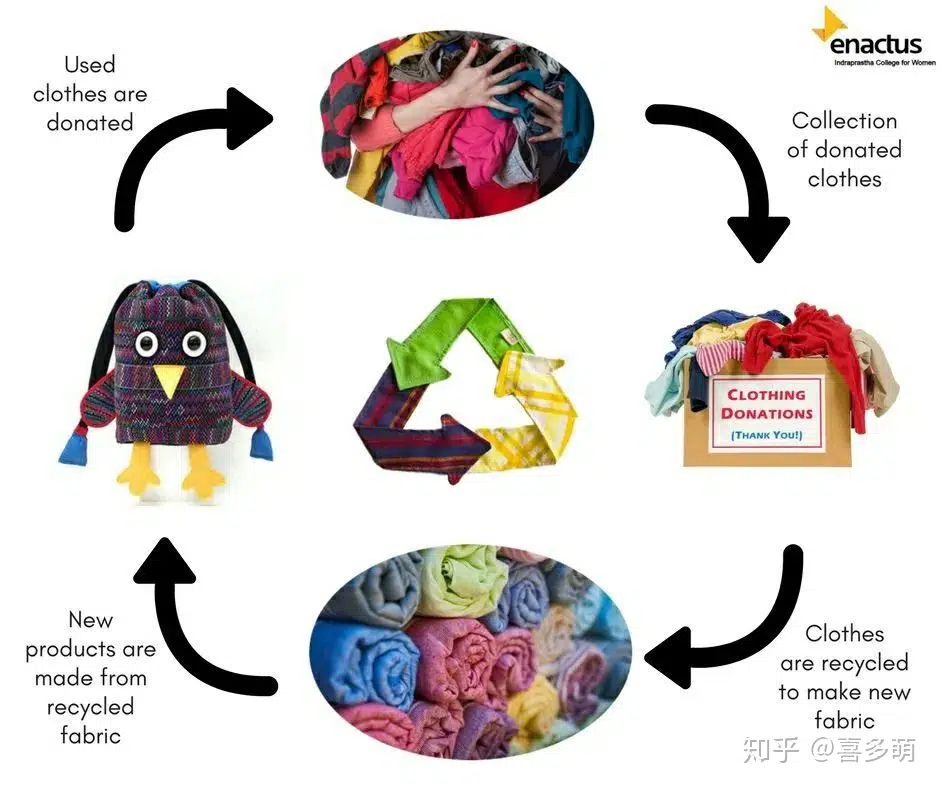 enactus
Indraprastha College for Women
Used
clothes are
donated
Collection
of donated
clothes
CLOTHING
DONATIONS
(THANK YOU!)
Clothes
are recycled
to make new
fabric
New
products are
made from
recycled
fabric
知乎 @喜多萌